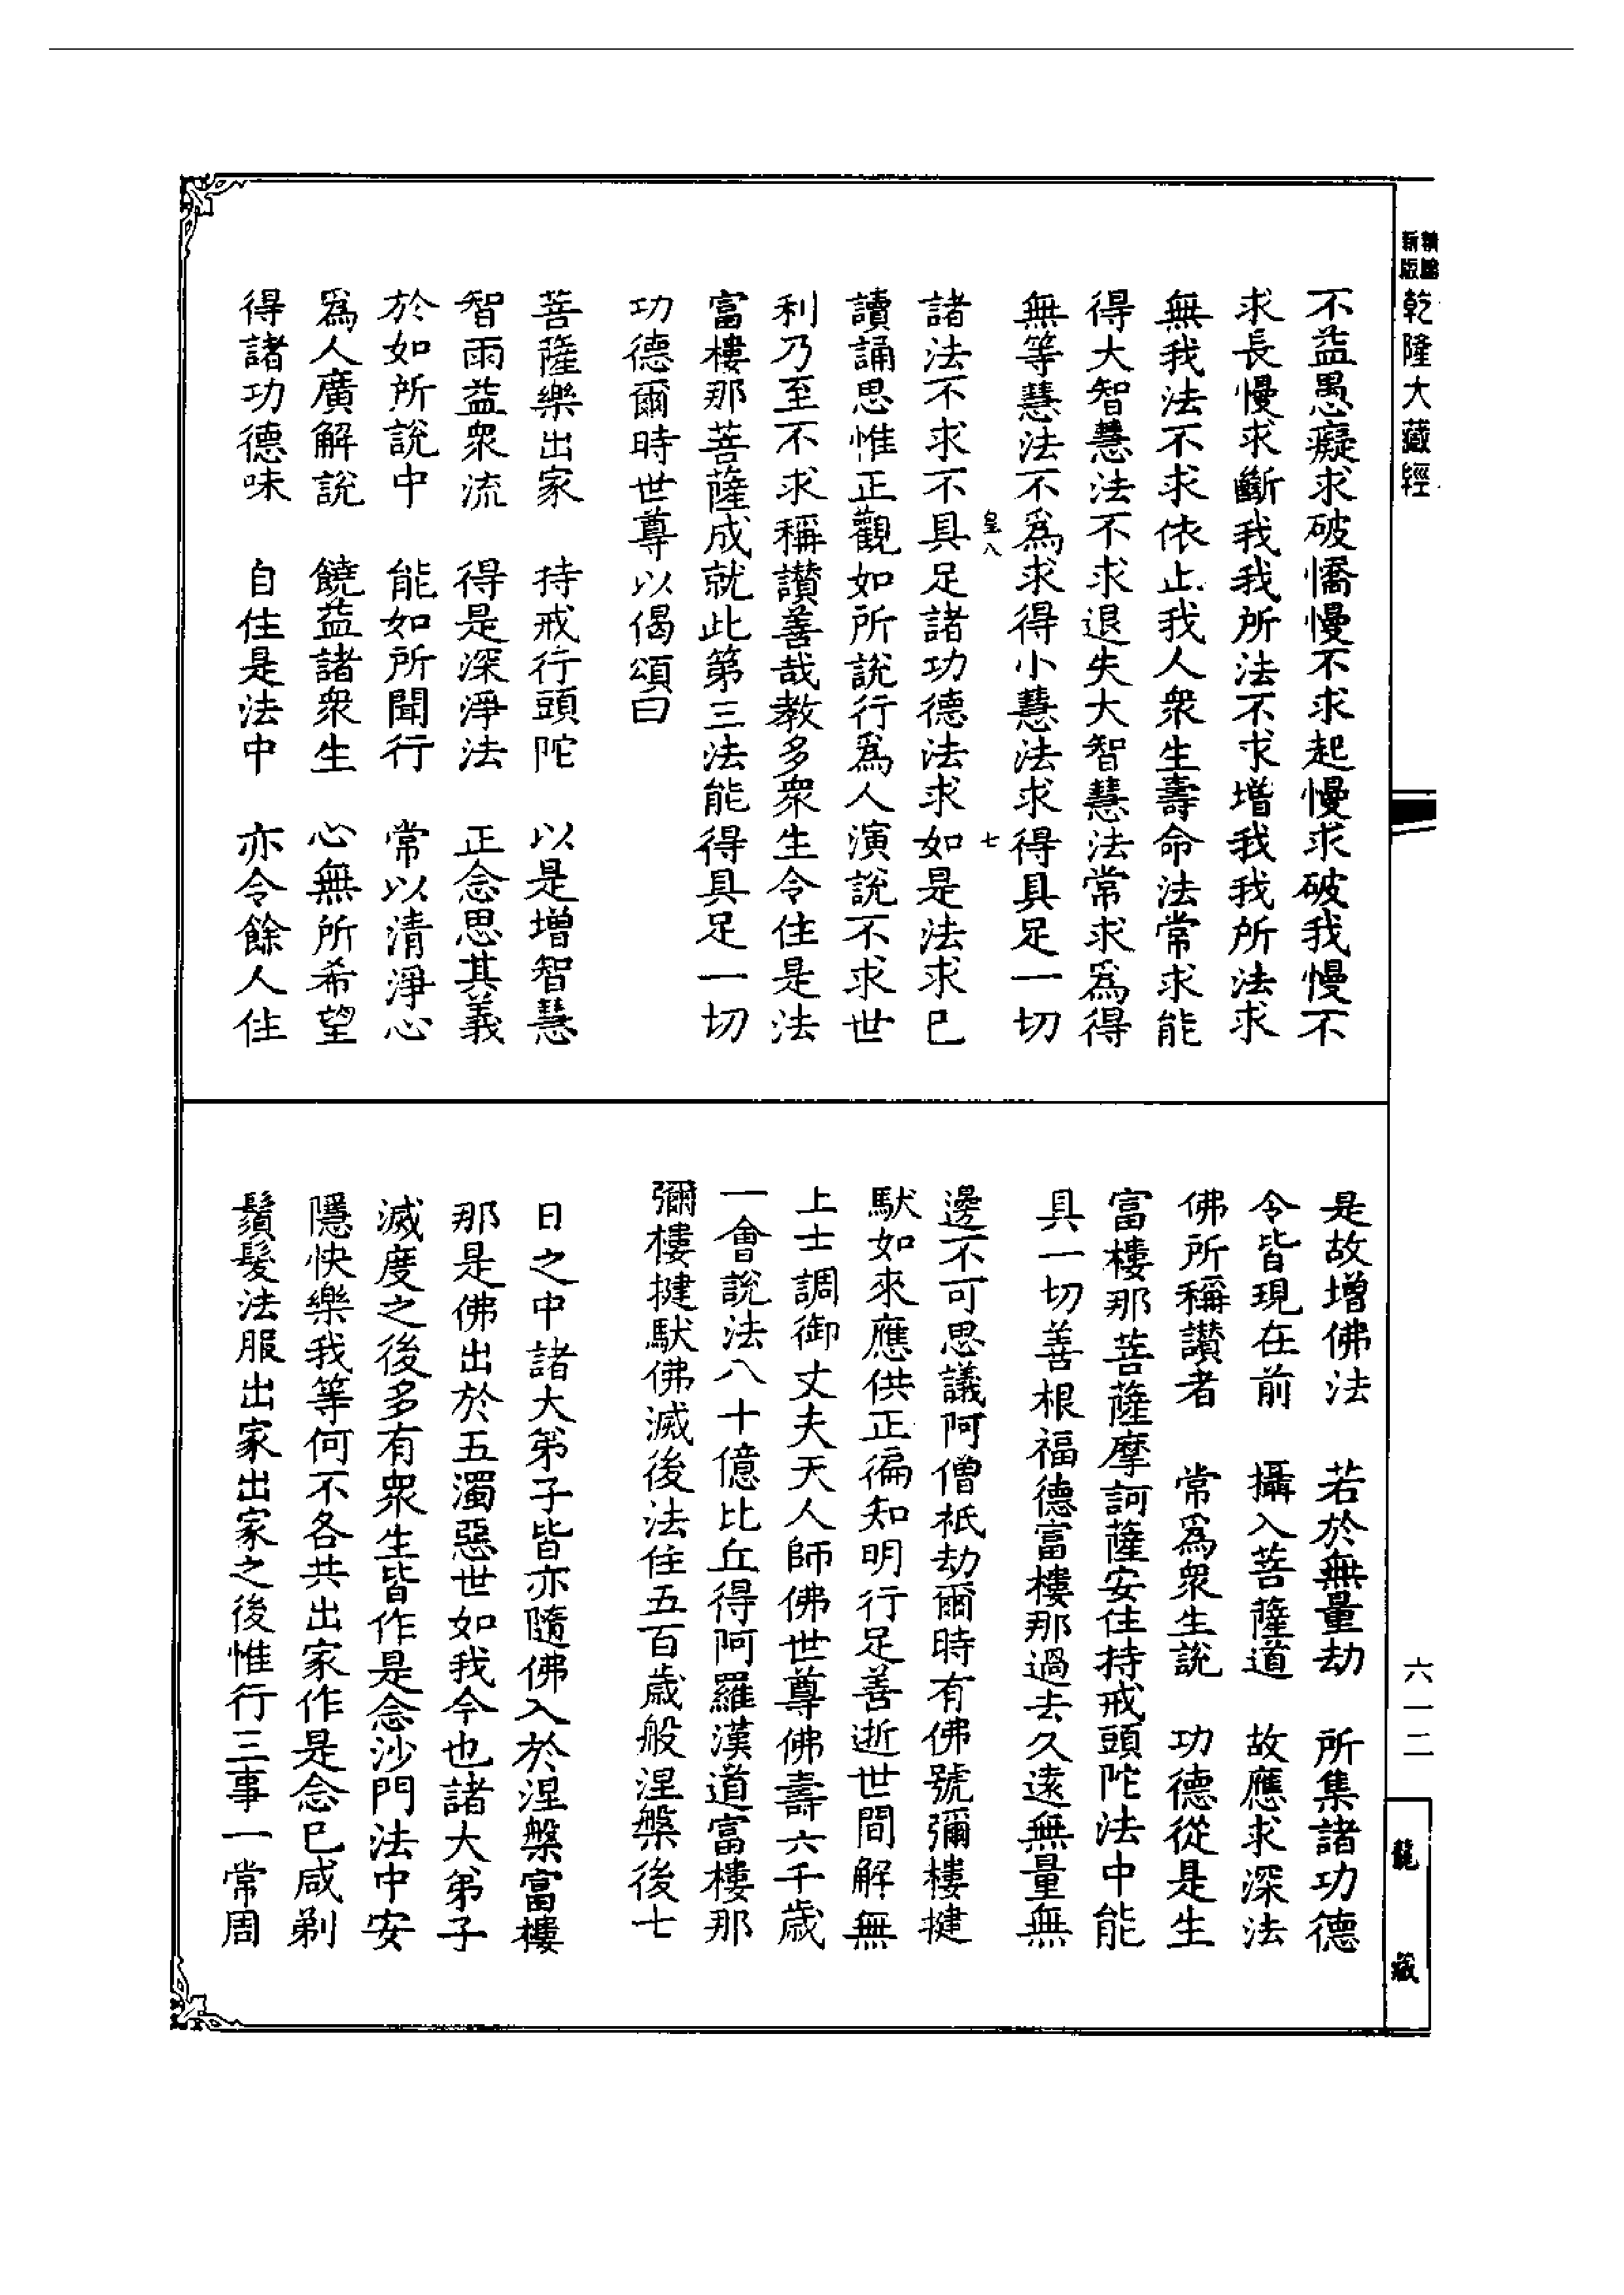 新編
縮版
乾隆大藏經
不益愚癡求破憍慢不求起慢求破我慢不
求長慢求斷我我所法不求增我我所法求
無我法不求依止我人衆生壽命法常求能
得大智慧法不求退失大智慧法常求爲得
無等慧法不爲求得小慧法求得具足一切
皇八 七
諸法不求不具足諸功德法求如是法求已
讀誦思惟正觀如所說行爲人演說不求世
利乃至不求稱讃善哉教多衆生令住是法
富樓那菩薩成就此第三法能得具足一切
功德爾時世尊以偈頌曰
菩薩樂出家 持戒行頭陀 以是增智慧
智雨益衆流 得是深淨法 正念思其義
於如所說中 能如所聞行 常以清淨心
爲人廣解說 饒益諸衆生 心無所希望
得諸功德味 自住是法中 亦令餘人住
是故增佛法 若於無量劫 所集諸功德
令皆現在前 攝入菩薩道 故應求深法
佛所稱讃者 常爲衆生說 功德從是生
富樓那菩薩摩訶薩安住持戒頭陀法中能
具一切善根福德富樓那過去久遠無量無
邊不可思議阿僧祇劫爾時有佛號彌樓揵
馱如來應供正徧知明行足善逝世間解無
上士調御丈夫天人師佛世尊佛壽六千歲
一會說法八十億比丘得阿羅漢道富樓那
彌樓揵馱佛滅後法住五百歲般涅槃後七
日之中諸大弟子皆亦隨佛入於涅槃富樓
那是佛出於五濁惡世如我今也諸大弟子
滅度之後多有衆生皆作是念沙門法中安
隱快樂我等何不各共出家作是念已咸剃
鬚髮法服出家出家之後惟行三事一常周
六一二
龍藏